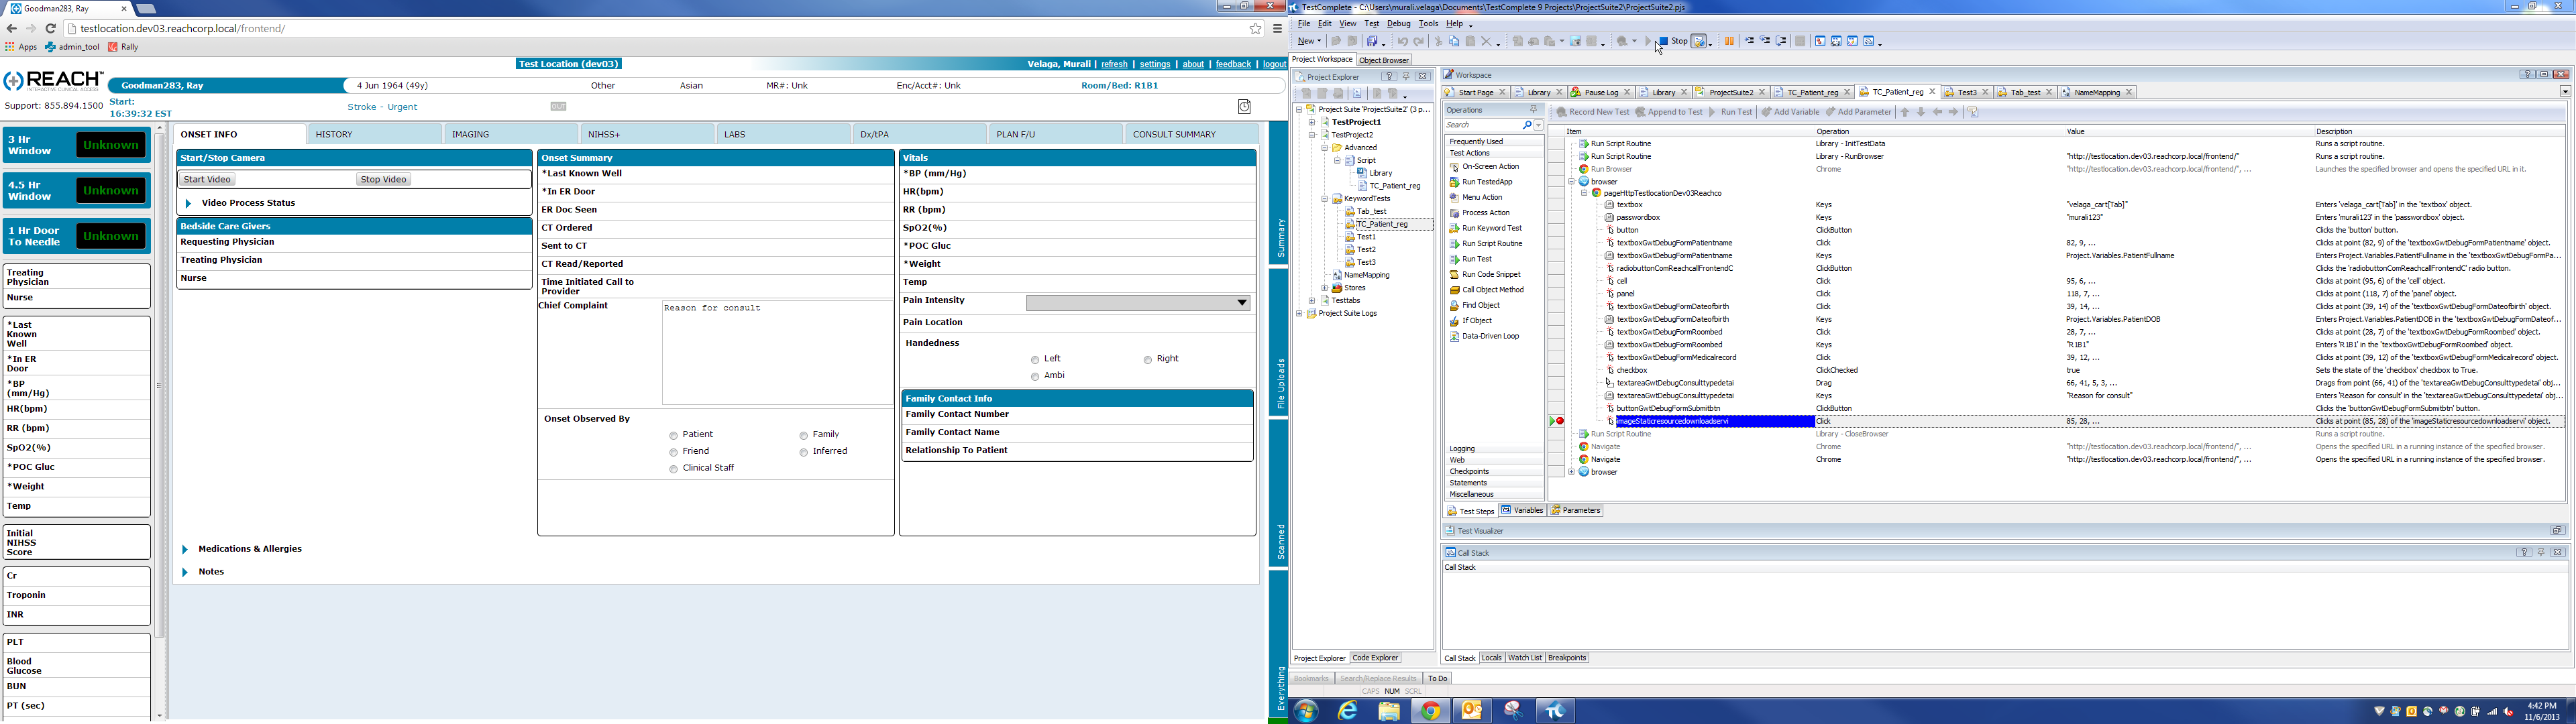 Goodman283, Ray
testlocation.dev03.reachcorp.local/frontend/
Apps admin_tool Rally
Test Location (dev03)
Velaga, Murali | refresh | settings | about | feedback | logout
REACH™
Goodman283, Ray 4 Jun 1964 (49y) Other Asian MR#: Unk Enc/Acct#: Unk Room/Bed: R1B1
Support: 855.894.1500
Start:
16:39:32 EST
Stroke - Urgent
OUT
3 Hr
Window
Unknown
4.5 Hr
Window
Unknown
1 Hr Door
To Needle
Unknown
Treating
Physician
Nurse
*Last
Known
Well
*In ER
Door
*BP
(mm/Hg)
HR(bpm)
RR (bpm)
SpO2(%)
*POC Gluc
*Weight
Temp
Initial
NIHSS
Score
Cr
Troponin
INR
PLT
Blood
Glucose
BUN
PT (sec)
ONSET INFO HISTORY IMAGING NIHSS+ LABS Dx/tPA PLAN F/U CONSULT SUMMARY
Start/Stop Camera
Start Video Stop Video
Video Process Status
Bedside Care Givers
Requesting Physician
Treating Physician
Nurse
Onset Summary
*Last Known Well
*In ER Door
ER Doc Seen
CT Ordered
Sent to CT
CT Read/Reported
Time Initiated Call to
Provider
Chief Complaint
Reason for consult
Onset Observed By
Patient Family
Friend Inferred
Clinical Staff
Vitals
*BP (mm/Hg)
HR(bpm)
RR (bpm)
SpO2(%)
*POC Gluc
*Weight
Temp
Pain Intensity
Pain Location
Handedness
Left Right
Ambi
Family Contact Info
Family Contact Number
Family Contact Name
Relationship To Patient
Medications & Allergies
Notes
Summary
File Uploads
Scanned
Everything
TestComplete - C:\Users\murali.velaga\Documents\TestComplete 9 Projects\ProjectSuite2\ProjectSuite2.pjs
File Edit View Test Debug Tools Help
New Stop
Project Workspace Object Browser
Project Explorer
Project Suite 'ProjectSuite2' (3 p...
TestProject1
TestProject2
Advanced
Script
Library
TC_Patient_reg
KeywordTests
Tab_test
TC_Patient_reg
Test1
Test2
Test3
NameMapping
Stores
Testtabs
Project Suite Logs
Project Explorer Code Explorer
Workspace
Start Page Library Pause Log Library ProjectSuite2 TC_Patient_reg TC_Patient_reg Test3 Tab_test NameMapping
Operations
Search
Frequently Used
Test Actions
On-Screen Action
Run TestedApp
Menu Action
Process Action
Run Keyword Test
Run Script Routine
Run Test
Run Code Snippet
Call Object Method
Find Object
If Object
Data-Driven Loop
Logging
Web
Checkpoints
Statements
Miscellaneous
Record New Test Append to Test Run Test Add Variable Add Parameter
Item Operation Value Description
Run Script Routine Library - InitTestData Runs a script routine.
Run Script Routine Library - RunBrowser "http://testlocation.dev03.reachcorp.local/frontend/" Runs a script routine.
Run Browser Chrome "http://testlocation.dev03.reachcorp.local/frontend/", ... Launches the specified browser and opens the specified URL in it.
browser
pageHttpTestlocationDev03Reachco
textbox Keys "velaga_cart[Tab]" Enters 'velaga_cart[Tab]' in the 'textbox' object.
passwordbox Keys "murali123" Enters 'murali123' in the 'passwordbox' object.
button ClickButton Clicks the 'button' button.
textboxGwtDebugFormPatientname Click 82, 9, ... Clicks at point (82, 9) of the 'textboxGwtDebugFormPatientname' object.
textboxGwtDebugFormPatientname Keys Project.Variables.PatientFullname Enters Project.Variables.PatientFullname in the 'textboxGwtDebugFormPa...
radiobuttonComReachcallFrontendC ClickButton Clicks the 'radiobuttonComReachcallFrontendC' radio button.
cell Click 95, 6, ... Clicks at point (95, 6) of the 'cell' object.
panel Click 118, 7, ... Clicks at point (118, 7) of the 'panel' object.
textboxGwtDebugFormDateofbirth Click 39, 14, ... Clicks at point (39, 14) of the 'textboxGwtDebugFormDateofbirth' object.
textboxGwtDebugFormDateofbirth Keys Project.Variables.PatientDOB Enters Project.Variables.PatientDOB in the 'textboxGwtDebugFormDateof...
textboxGwtDebugFormRoombed Click 28, 7, ... Clicks at point (28, 7) of the 'textboxGwtDebugFormRoombed' object.
textboxGwtDebugFormRoombed Keys "R1B1" Enters 'R1B1' in the 'textboxGwtDebugFormRoombed' object.
textboxGwtDebugFormMedicalrecord Click 39, 12, ... Clicks at point (39, 12) of the 'textboxGwtDebugFormMedicalrecord' object.
checkbox ClickChecked true Sets the state of the 'checkbox' checkbox to True.
textareaGwtDebugConsulttypedetai Drag 66, 41, 5, 3, ... Drags from point (66, 41) of the 'textareaGwtDebugConsulttypedetai' obj...
textareaGwtDebugConsulttypedetai Keys "Reason for consult" Enters 'Reason for consult' in the 'textareaGwtDebugConsulttypedetai' obj...
buttonGwtDebugFormSubmitbtn ClickButton Clicks the 'buttonGwtDebugFormSubmitbtn' button.
imageStaticresourcedownloadservi Click 85, 28, ... Clicks at point (85, 28) of the 'imageStaticresourcedownloadservi' object.
Run Script Routine Library - CloseBrowser Runs a script routine.
Navigate Chrome "http://testlocation.dev03.reachcorp.local/frontend/", ... Opens the specified URL in a running instance of the specified browser.
Navigate Chrome "http://testlocation.dev03.reachcorp.local/frontend/", ... Opens the specified URL in a running instance of the specified browser.
browser
Test Steps Variables Parameters
Test Visualizer
Call Stack
Call Stack
Call Stack Locals Watch List Breakpoints
Bookmarks Search/Replace Results To Do
CAPS NUM SCRL
4:42 PM
11/6/2013